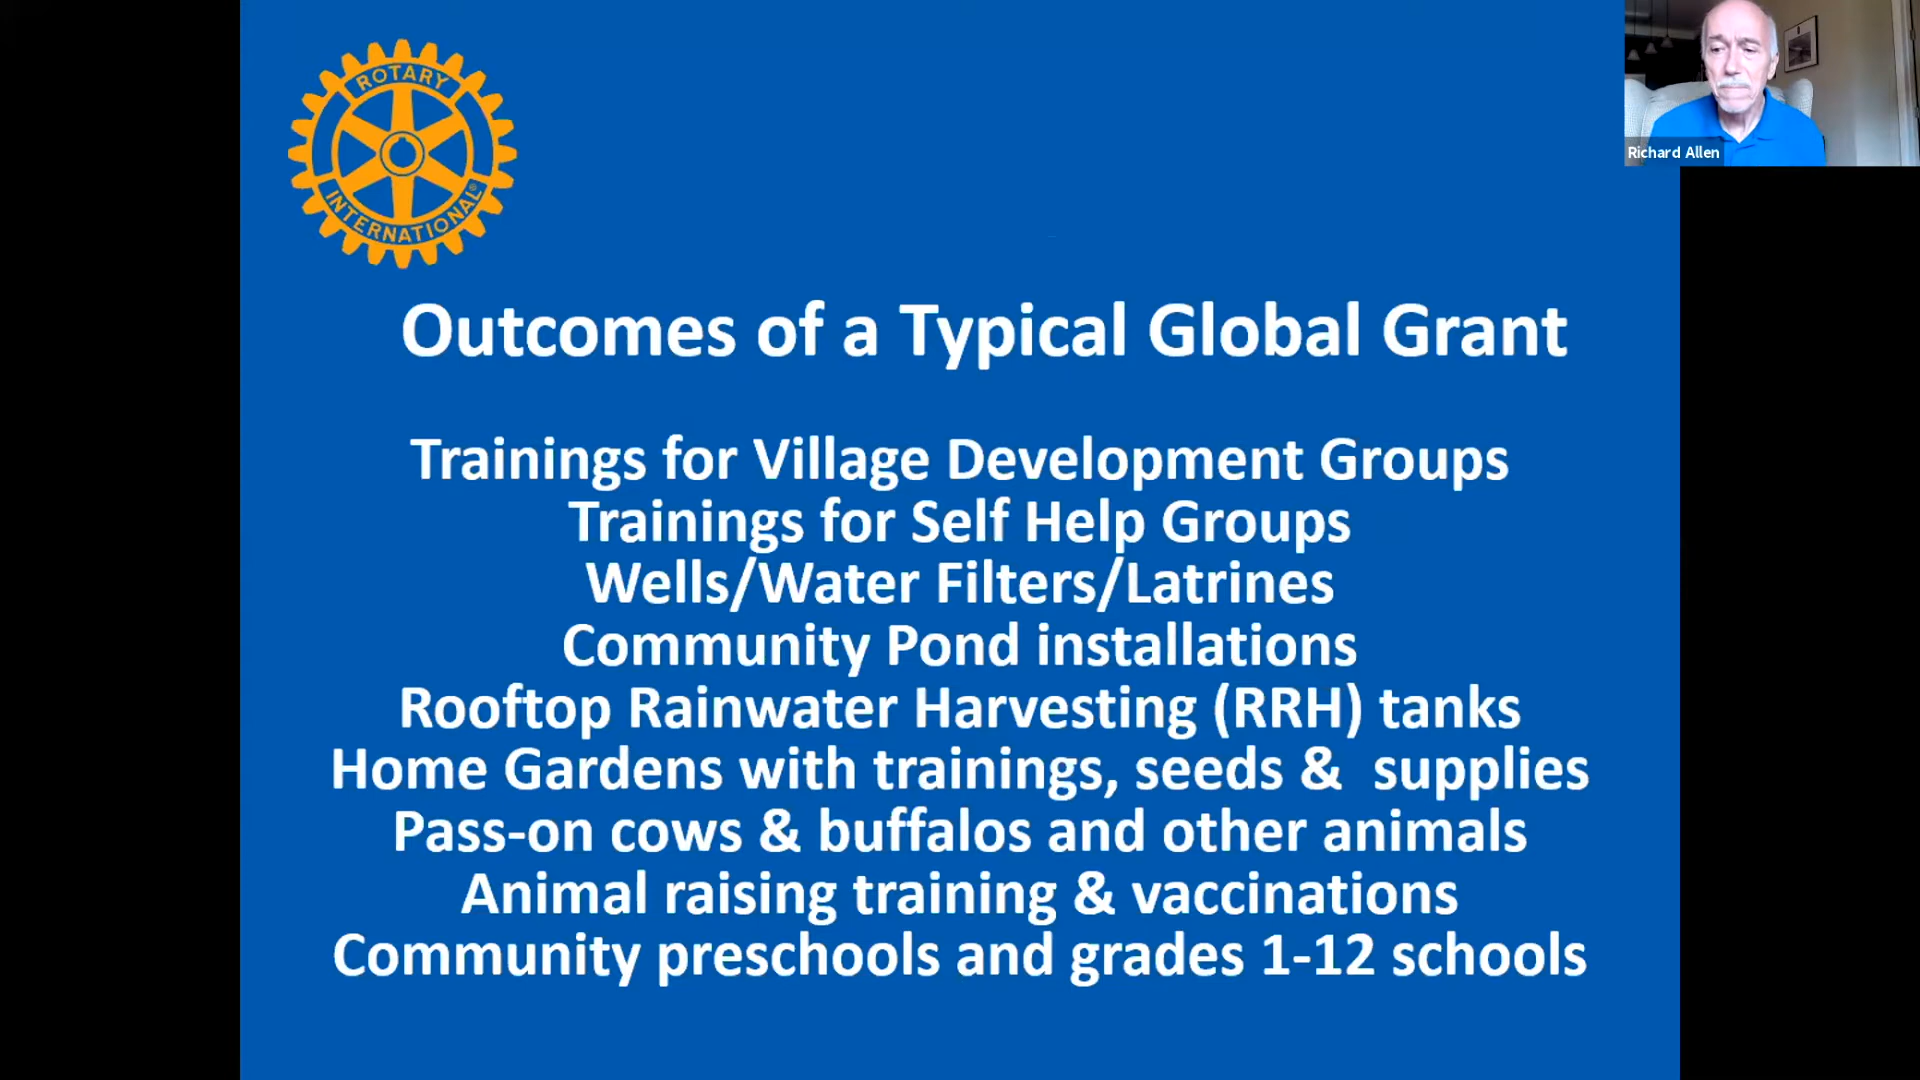 ROTARY
INTERNATIONAL®
Richard Allen
Outcomes of a Typical Global Grant
Trainings for Village Development Groups
Trainings for Self Help Groups
Wells/Water Filters/Latrines
Community Pond installations
Rooftop Rainwater Harvesting (RRH) tanks
Home Gardens with trainings, seeds &  supplies
Pass-on cows & buffalos and other animals
Animal raising training & vaccinations
Community preschools and grades 1-12 schools